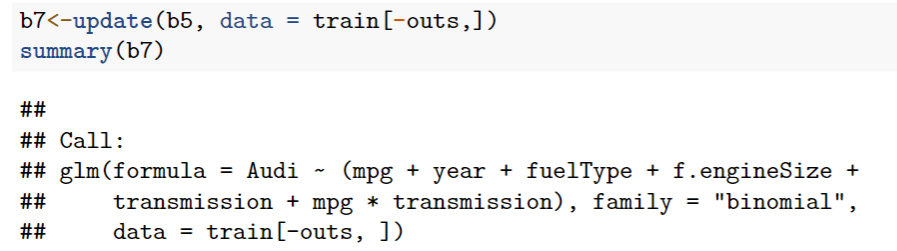 b7<-update(b5, data = train[-outs,])
summary(b7)
##
## Call:
## glm(formula = Audi ~ (mpg + year + fuelType + f.engineSize +
##     transmission + mpg * transmission), family = "binomial",
##     data = train[-outs, ])